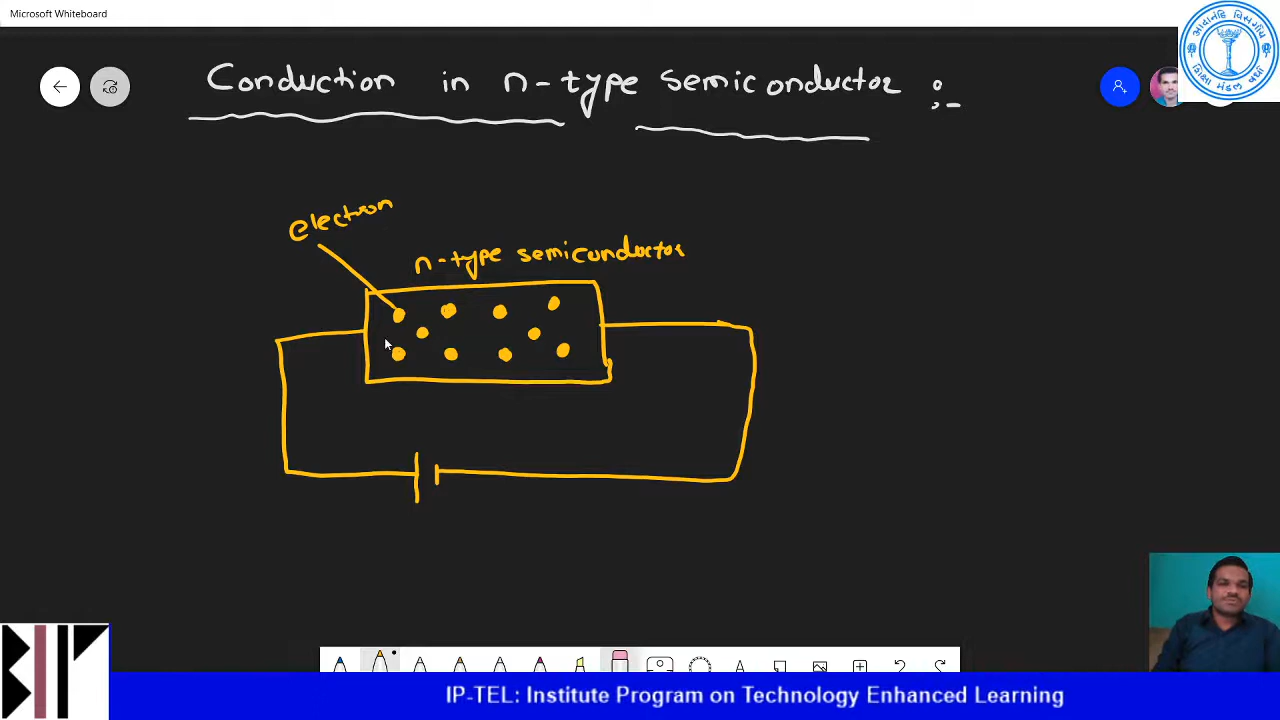 Microsoft Whiteboard
Conduction in n-type semiconductor :-
electron
n-type semiconductor
IP-TEL: Institute Program on Technology Enhanced Learning